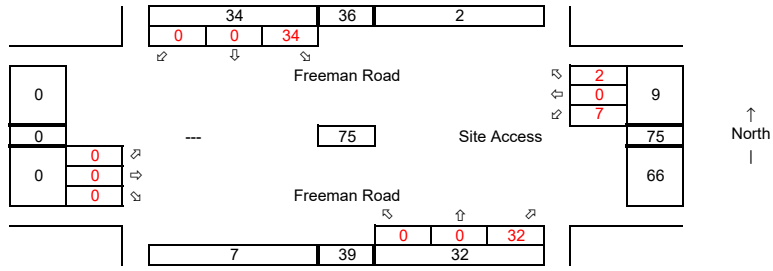 34 36 2
0 0 34
⬃ ⇩ ⬂
Freeman Road
⬁ 2
0 ⇦ 0 9 ↑
⬃ 7
0 --- 75 Site Access 75 North
0 ⬀ |
0 0 ⇨ 66
0 ⬂
Freeman Road
⬁ ⇧ ⬀
0 0 32
7 39 32